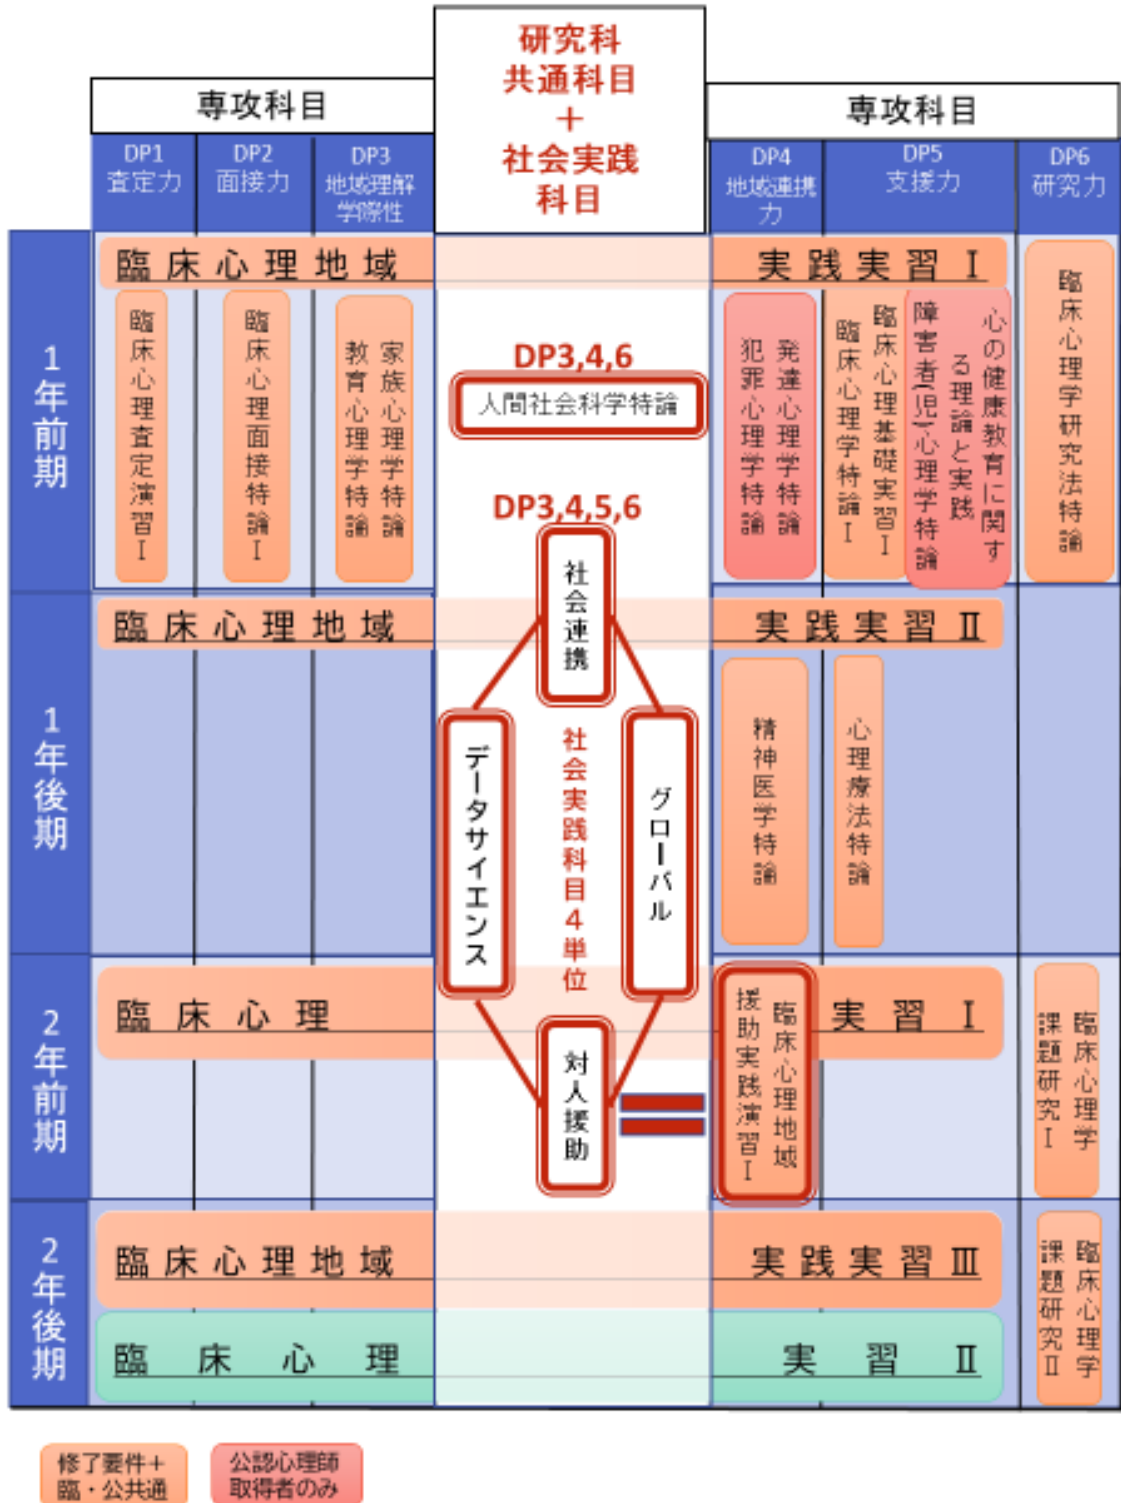 研究科
共通科目
＋
社会実践
科目
専攻科目
専攻科目
DP1
査定力
DP2
面接力
DP3
地域理解
学際性
DP4
地域連携
力
DP5
支援力
DP6
研究力
1年前期
臨床心理地域
実践実習Ⅰ
臨床心理査定演習Ⅰ
臨床心理面接特論Ⅰ
家族心理学特論
教育心理学特論
DP3,4,6
人間社会科学特論
発達心理学特論
犯罪心理学特論
臨床心理基礎実習Ⅰ
臨床心理学特論Ⅰ
心の健康教育に関す
る理論と実践
障害者(児)心理学特論
臨床心理学研究法特論
DP3,4,5,6
社会連携
データサイエンス
社会実践科目4単位
グローバル
対人援助
1年後期
臨床心理地域
実践実習Ⅱ
精神医学特論
心理療法特論
2年前期
臨床心理
実習Ⅰ
臨床心理地域
援助実践演習Ⅰ
臨床心理学
課題研究Ⅰ
2年後期
臨床心理地域
実践実習Ⅲ
臨床心理
実習Ⅱ
臨床心理学
課題研究Ⅱ
修了要件＋
臨・公共通
公認心理師
取得者のみ